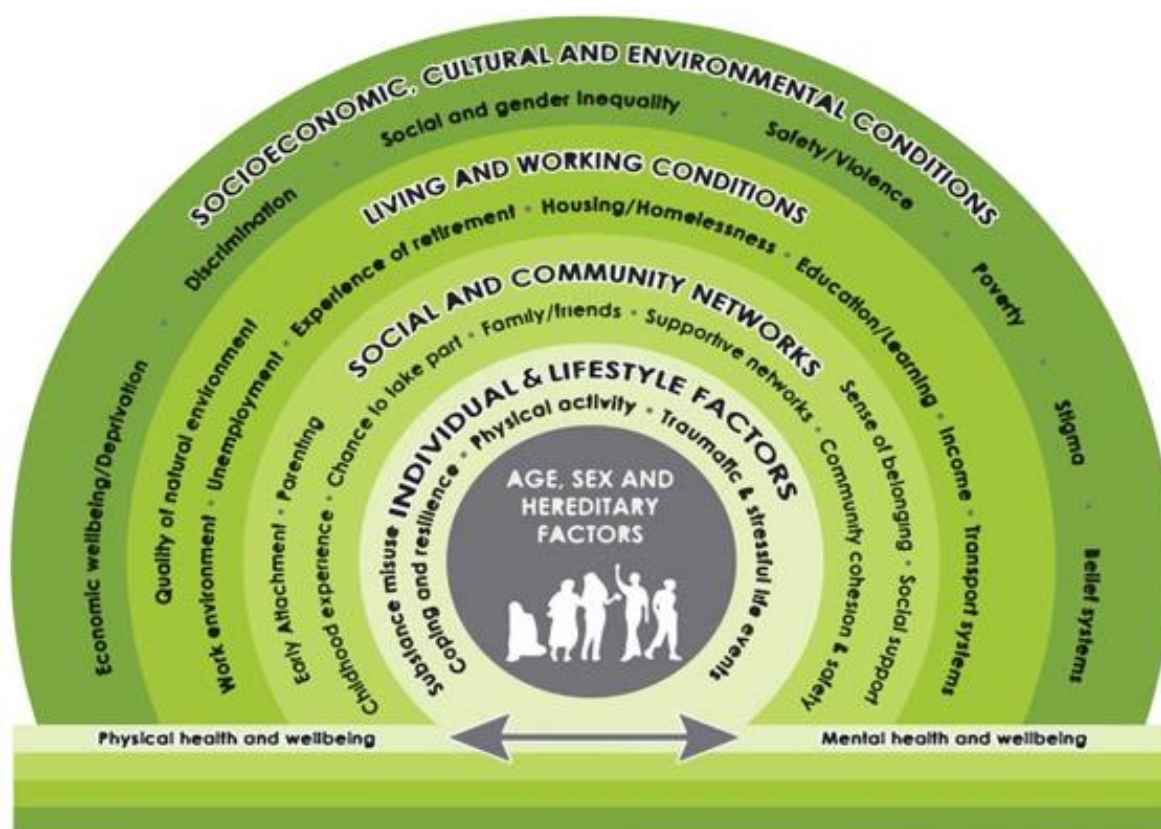 SOCIOECONOMIC, CULTURAL AND ENVIRONMENTAL CONDITIONS
Economic wellbeing/Deprivation • Discrimination • Social and gender inequality • Safety/Violence • Poverty • Stigma • Belief systems
LIVING AND WORKING CONDITIONS
Quality of natural environment
Work environment • Unemployment • Experience of retirement • Housing/Homelessness • Education/Learning • Income • Transport systems
SOCIAL AND COMMUNITY NETWORKS
Early Attachment • Parenting
Childhood experience • Chance to take part • Family/friends • Supportive networks • Community cohesion & safety
Sense of belonging • Social support
INDIVIDUAL & LIFESTYLE FACTORS
Substance misuse
Coping and resilience • Physical activity • Traumatic & stressful life events
AGE, SEX AND
HEREDITARY
FACTORS
Physical health and wellbeing
Mental health and wellbeing